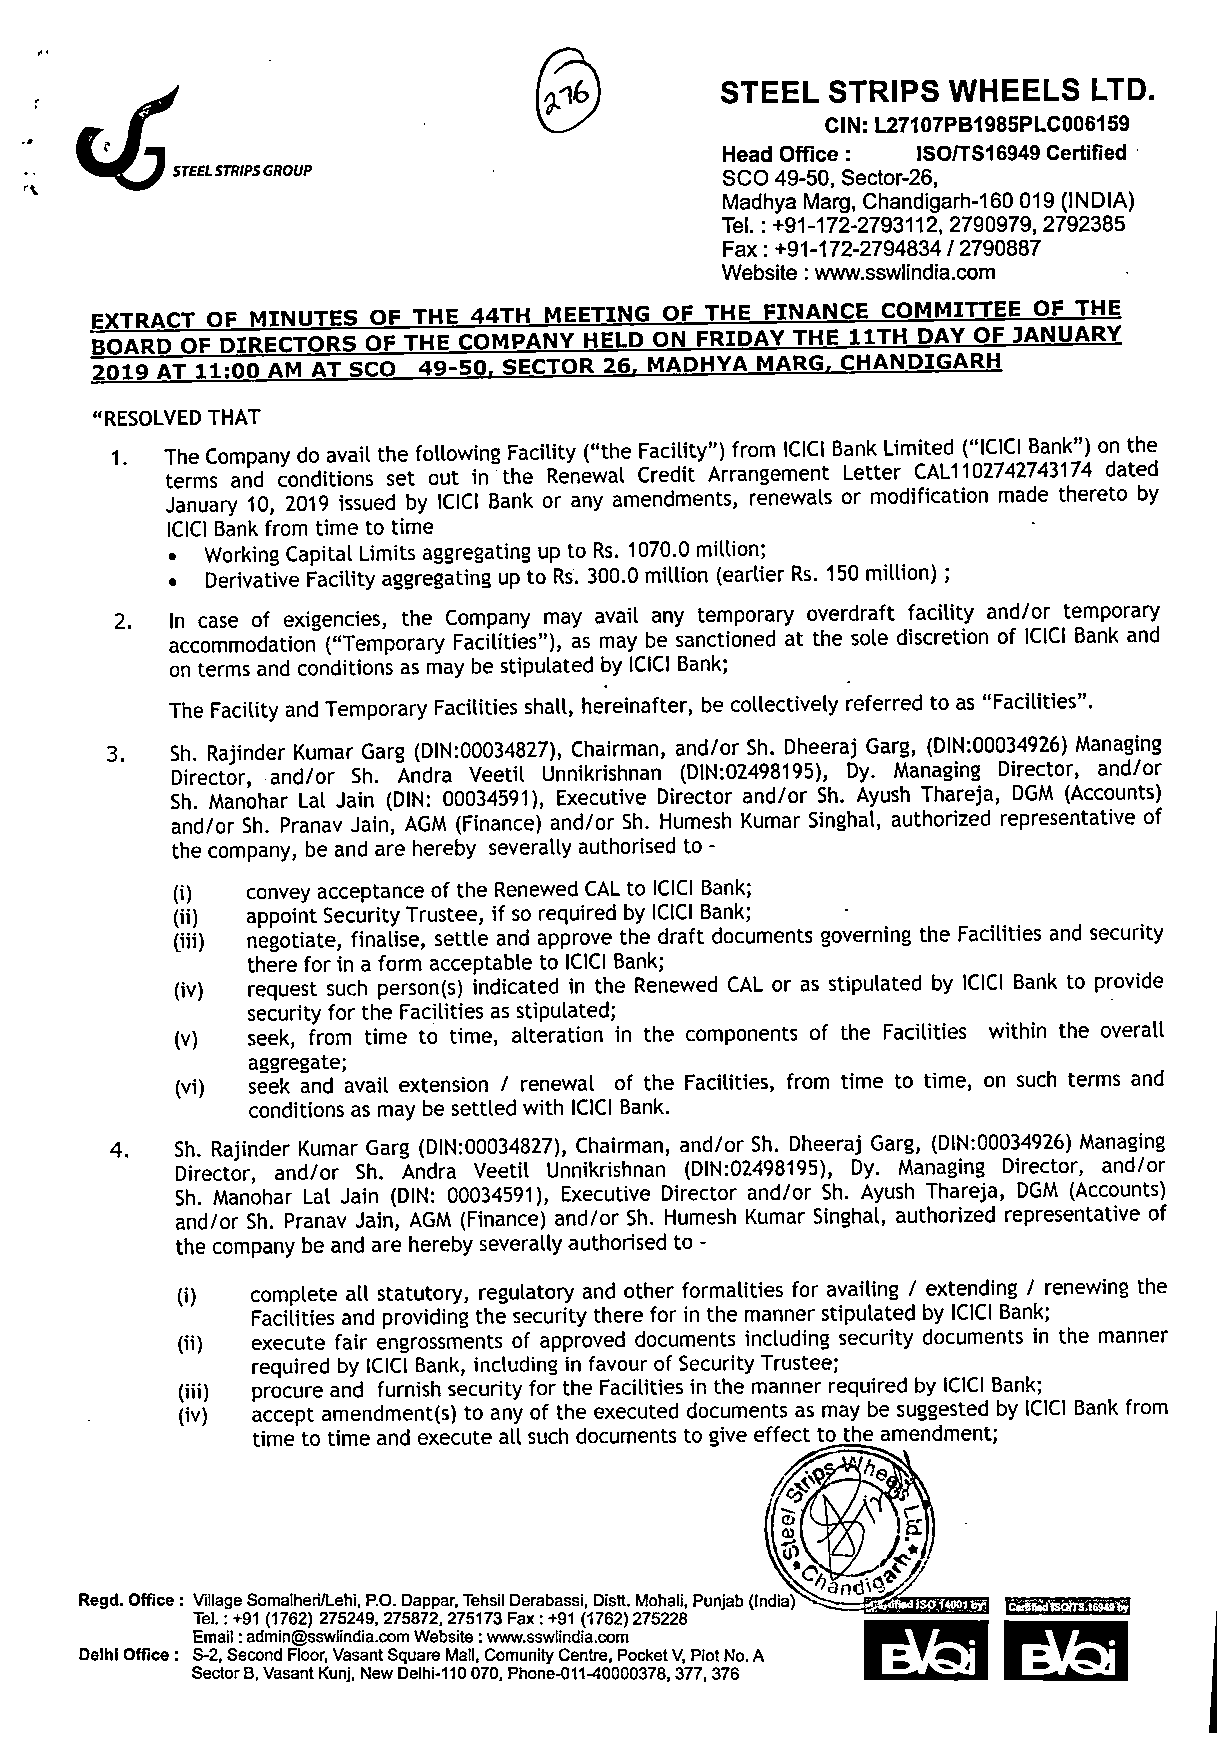 276
STEEL STRIPS WHEELS LTD.
CIN: L27107PB1985PLC006159
STEEL STRIPS GROUP
Head Office : ISO/TS16949 Certified
SCO 49-50, Sector-26,
Madhya Marg, Chandigarh-160 019 (INDIA)
Tel. : +91-172-2793112, 2790979, 2792385
Fax : +91-172-2794834 / 2790887
Website : www.sswlindia.com
EXTRACT OF MINUTES OF THE 44TH MEETING OF THE FINANCE COMMITTEE OF THE
BOARD OF DIRECTORS OF THE COMPANY HELD ON FRIDAY THE 11TH DAY OF JANUARY
2019 AT 11:00 AM AT SCO 49-50, SECTOR 26, MADHYA MARG, CHANDIGARH
“RESOLVED THAT
1. The Company do avail the following Facility (“the Facility”) from ICICI Bank Limited (“ICICI Bank”) on the
terms and conditions set out in the Renewal Credit Arrangement Letter CAL1102742743174 dated
January 10, 2019 issued by ICICI Bank or any amendments, renewals or modification made thereto by
ICICI Bank from time to time
• Working Capital Limits aggregating up to Rs. 1070.0 million;
• Derivative Facility aggregating up to Rs. 300.0 million (earlier Rs. 150 million) ;
2. In case of exigencies, the Company may avail any temporary overdraft facility and/or temporary
accommodation (“Temporary Facilities”), as may be sanctioned at the sole discretion of ICICI Bank and
on terms and conditions as may be stipulated by ICICI Bank;
The Facility and Temporary Facilities shall, hereinafter, be collectively referred to as “Facilities”.
3. Sh. Rajinder Kumar Garg (DIN:00034827), Chairman, and/or Sh. Dheeraj Garg, (DIN:00034926) Managing
Director, and/or Sh. Andra Veetil Unnikrishnan (DIN:02498195), Dy. Managing Director, and/or
Sh. Manohar Lal Jain (DIN: 00034591), Executive Director and/or Sh. Ayush Thareja, DGM (Accounts)
and/or Sh. Pranav Jain, AGM (Finance) and/or Sh. Humesh Kumar Singhal, authorized representative of
the company, be and are hereby severally authorised to -
(i) convey acceptance of the Renewed CAL to ICICI Bank;
(ii) appoint Security Trustee, if so required by ICICI Bank;
(iii) negotiate, finalise, settle and approve the draft documents governing the Facilities and security
there for in a form acceptable to ICICI Bank;
(iv) request such person(s) indicated in the Renewed CAL or as stipulated by ICICI Bank to provide
security for the Facilities as stipulated;
(v) seek, from time to time, alteration in the components of the Facilities within the overall
aggregate;
(vi) seek and avail extension / renewal of the Facilities, from time to time, on such terms and
conditions as may be settled with ICICI Bank.
4. Sh. Rajinder Kumar Garg (DIN:00034827), Chairman, and/or Sh. Dheeraj Garg, (DIN:00034926) Managing
Director, and/or Sh. Andra Veetil Unnikrishnan (DIN:02498195), Dy. Managing Director, and/or
Sh. Manohar Lal Jain (DIN: 00034591), Executive Director and/or Sh. Ayush Thareja, DGM (Accounts)
and/or Sh. Pranav Jain, AGM (Finance) and/or Sh. Humesh Kumar Singhal, authorized representative of
the company be and are hereby severally authorised to -
(i) complete all statutory, regulatory and other formalities for availing / extending / renewing the
Facilities and providing the security there for in the manner stipulated by ICICI Bank;
(ii) execute fair engrossments of approved documents including security documents in the manner
required by ICICI Bank, including in favour of Security Trustee;
(iii) procure and furnish security for the Facilities in the manner required by ICICI Bank;
(iv) accept amendment(s) to any of the executed documents as may be suggested by ICICI Bank from
time to time and execute all such documents to give effect to the amendment;
Steel Strips Wheels Ltd.
* Chandigarh *
Regd. Office : Village Somalheri/Lehi, P.O. Dappar, Tehsil Derabassi, Distt. Mohali, Punjab (India)
Tel. : +91 (1762) 275249, 275872, 275173 Fax : +91 (1762) 275228
Email : admin@sswlindia.com Website : www.sswlindia.com
Delhi Office : S-2, Second Floor, Vasant Square Mall, Comunity Centre, Pocket V, Plot No. A
Sector B, Vasant Kunj, New Delhi-110 070, Phone-011-40000378, 377, 376
Certified ISO 14001 by
Certified ISO/TS.16949 by
BVQi
BVQi